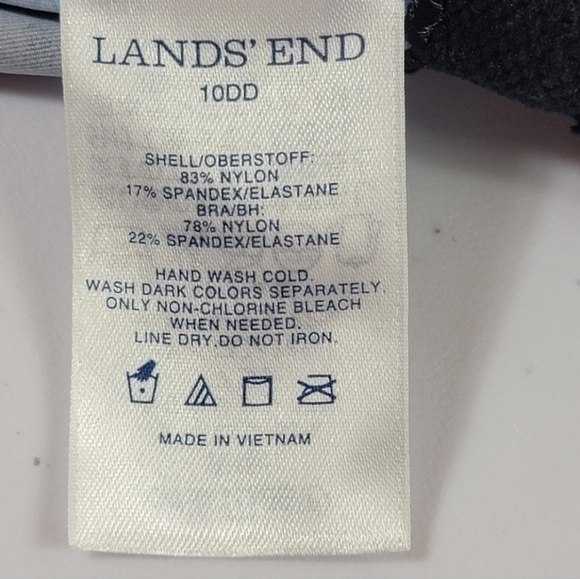 LANDS' END
10DD
SHELL/OBERSTOFF:
83% NYLON
17% SPANDEX/ELASTANE
BRA/BH:
78% NYLON
22% SPANDEX/ELASTANE
HAND WASH COLD.
WASH DARK COLORS SEPARATELY.
ONLY NON-CHLORINE BLEACH
WHEN NEEDED.
LINE DRY.DO NOT IRON.
MADE IN VIETNAM